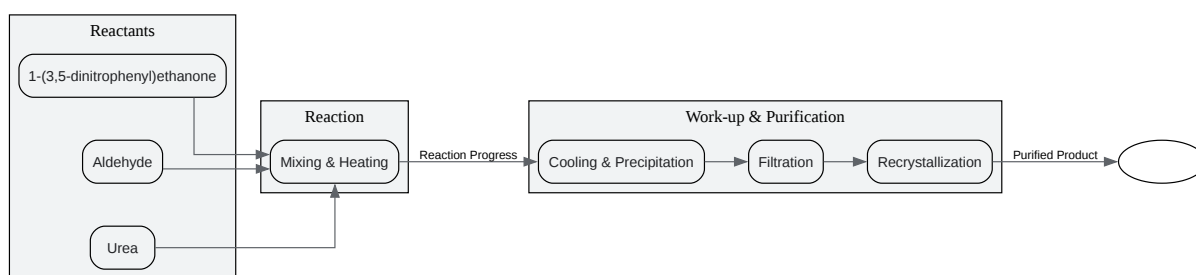 Reactants
1-(3,5-dinitrophenyl)ethanone
Aldehyde
Urea
Reaction
Mixing & Heating
Reaction Progress
Work-up & Purification
Cooling & Precipitation
Filtration
Recrystallization
Purified Product